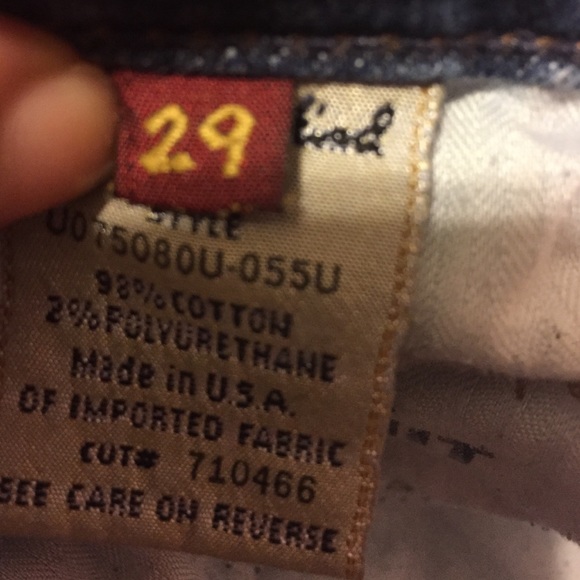 29
STYLE
U075080U-055U
98% COTTON
2% POLYURETHANE
Made in U.S.A.
OF IMPORTED FABRIC
CUT# 710466
SEE CARE ON REVERSE